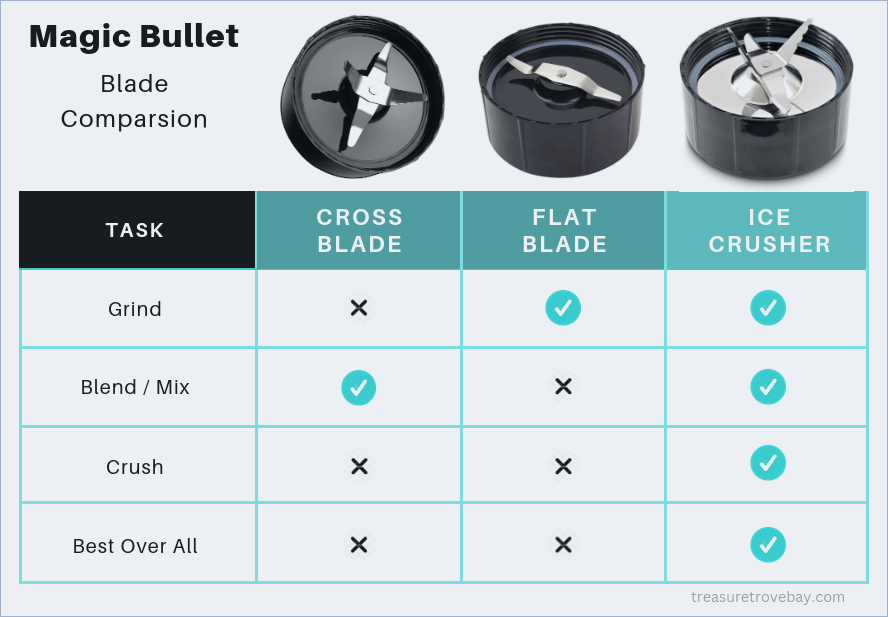 Magic Bullet
Blade
Comparsion
TASK
CROSS
BLADE
FLAT
BLADE
ICE
CRUSHER
Grind
Blend / Mix
Crush
Best Over All
treasuretrovebay.com